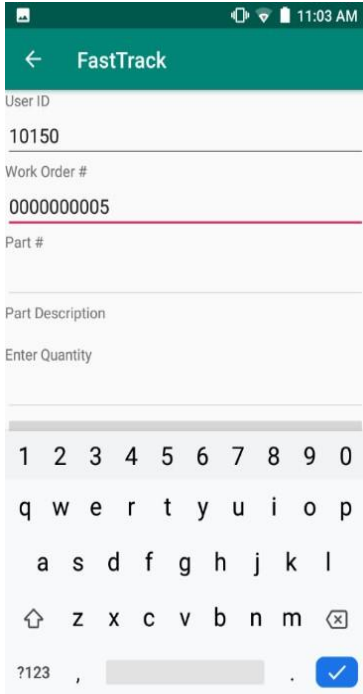 11:03 AM
FastTrack
User ID
10150
Work Order #
0000000005
Part #
Part Description
Enter Quantity
1 2 3 4 5 6 7 8 9 0
q w e r t y u i o p
a s d f g h j k l
z x c v b n m
?123 , .